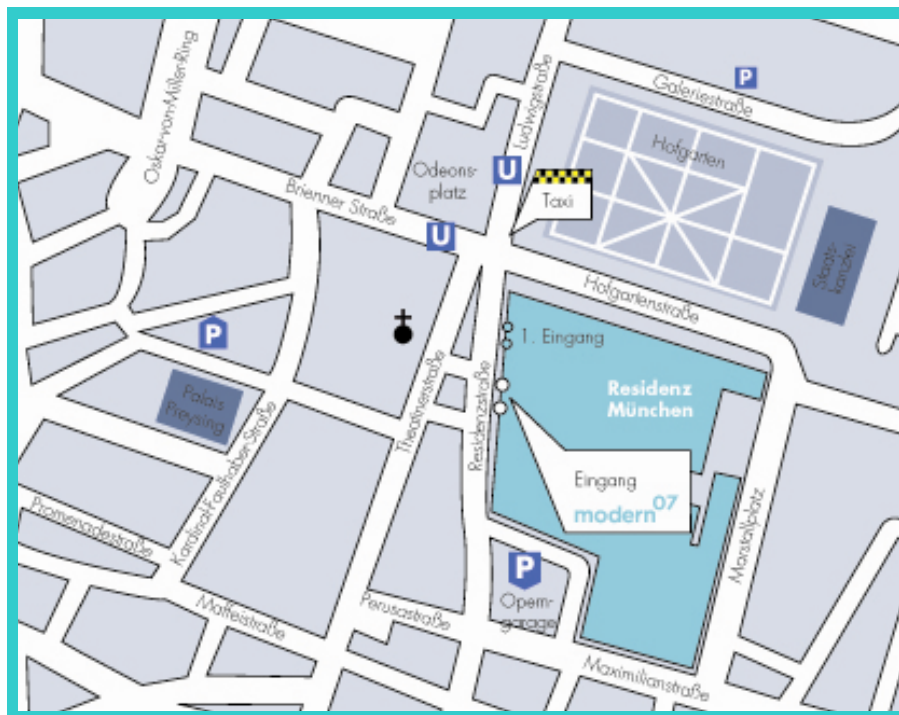 Oskar-von-Miller-Ring
Ludwigstraße
P
Galeriestraße
Hofgarten
Odeons-
platz
U
Taxi
Brienner Straße
U
Staats-
kanzlei
Hofgartenstraße
1. Eingang
P
Palais
Preysing
Theatinerstraße
Residenzstraße
Residenz
München
Kardinal-Faulhaber-Straße
Eingang
modern07
Promenadestraße
Marstallplatz
P
Opern-
garage
Maffeistraße
Perusastraße
Maximilianstraße